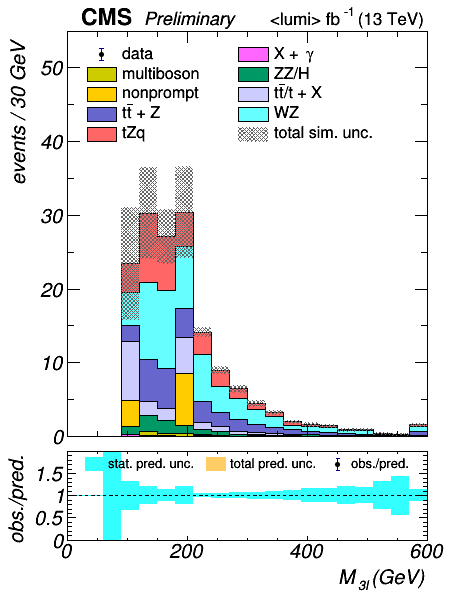 CMS Preliminary <lumi> fb⁻¹ (13 TeV)
events / 30 GeV
50
40
30
20
10
0
data
multiboson
nonprompt
tt̄ + Z
tZq
X + γ
ZZ/H
tt̄/t + X
WZ
total sim. unc.
obs./pred.
1.5
1
0.5
0
stat. pred. unc. total pred. unc. obs./pred.
0 200 400 600
M₃ₗ (GeV)